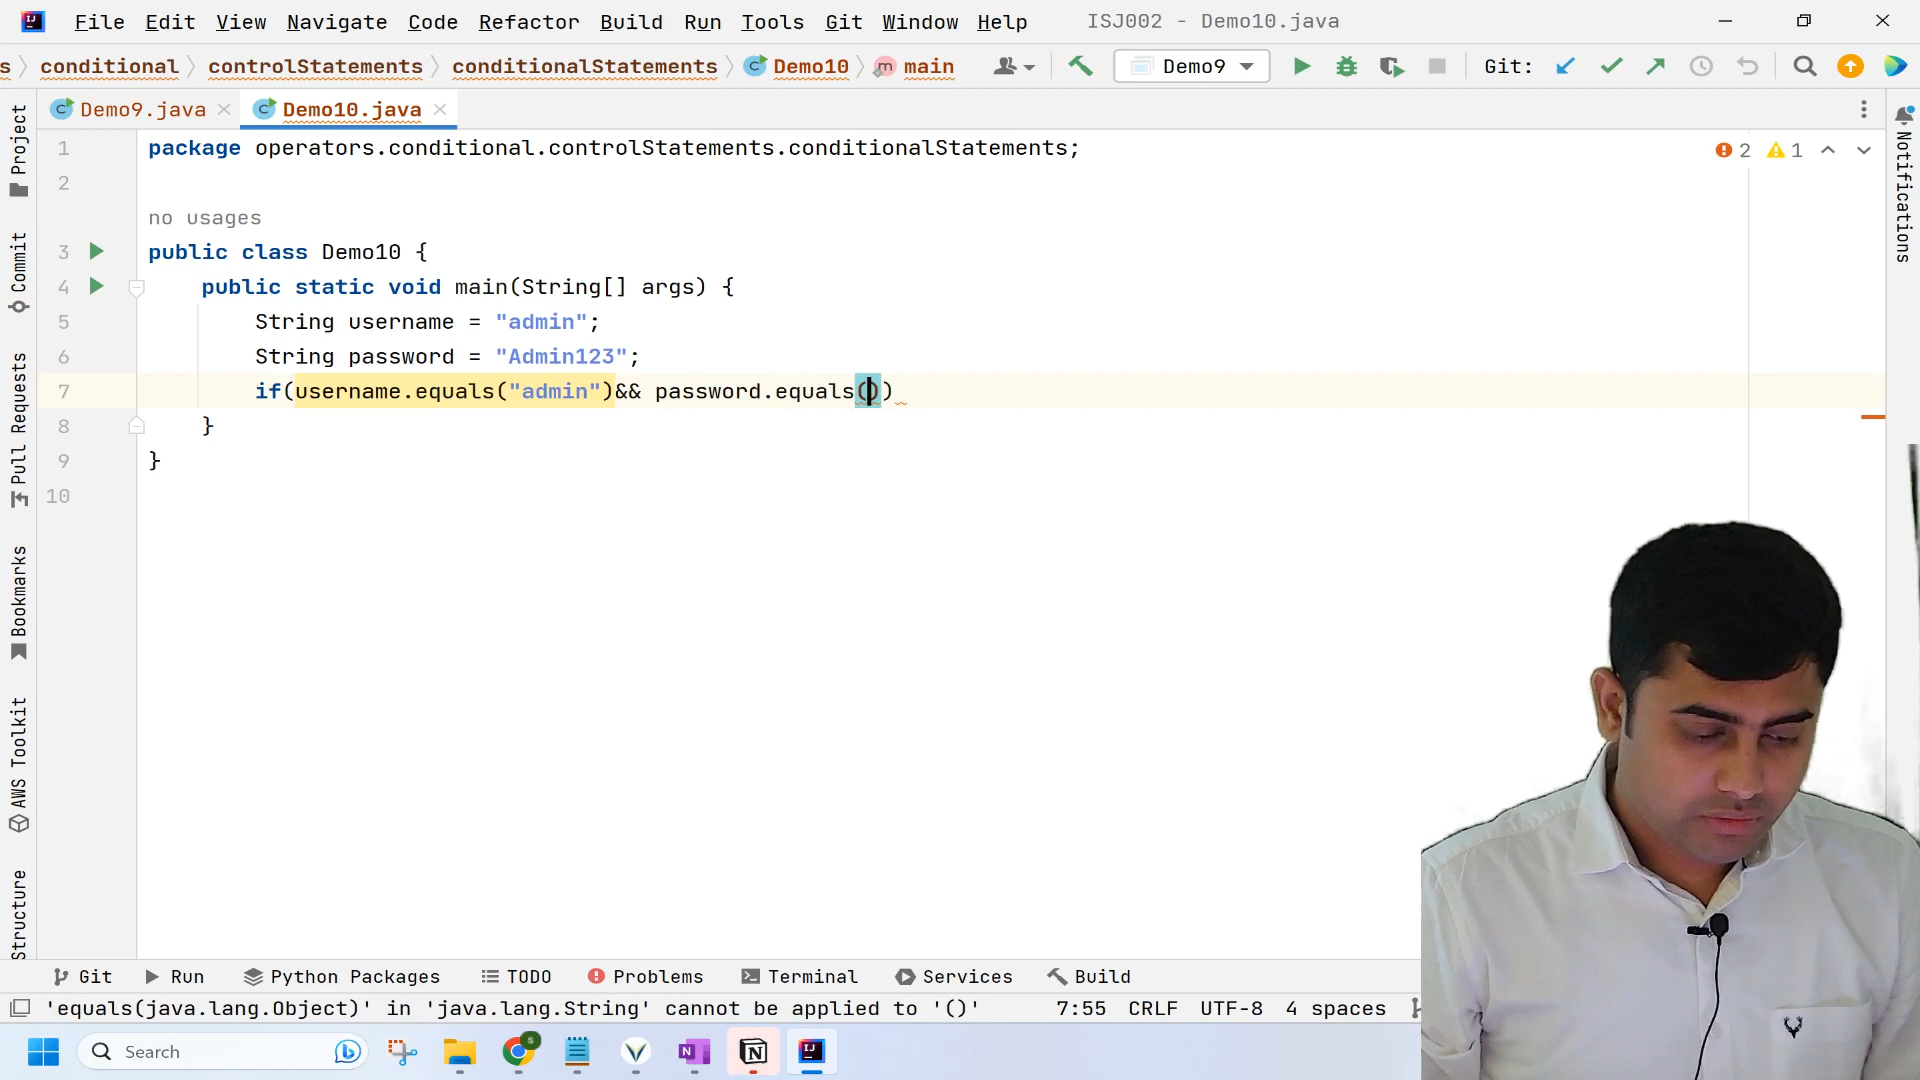 File Edit View Navigate Code Refactor Build Run Tools Git Window Help ISJ002 - Demo10.java
s conditional controlStatements conditionalStatements Demo10 main Demo9 Git:
Demo9.java Demo10.java
1 package operators.conditional.controlStatements.conditionalStatements; 2 1
2
no usages
3 public class Demo10 {
4 public static void main(String[] args) {
5 String username = "admin";
6 String password = "Admin123";
7 if(username.equals("admin")&& password.equals())
8 }
9 }
10
Project
Commit
Pull Requests
Bookmarks
AWS Toolkit
Structure
Notifications
Git Run Python Packages TODO Problems Terminal Services Build
'equals(java.lang.Object)' in 'java.lang.String' cannot be applied to '()' 7:55 CRLF UTF-8 4 spaces
Search